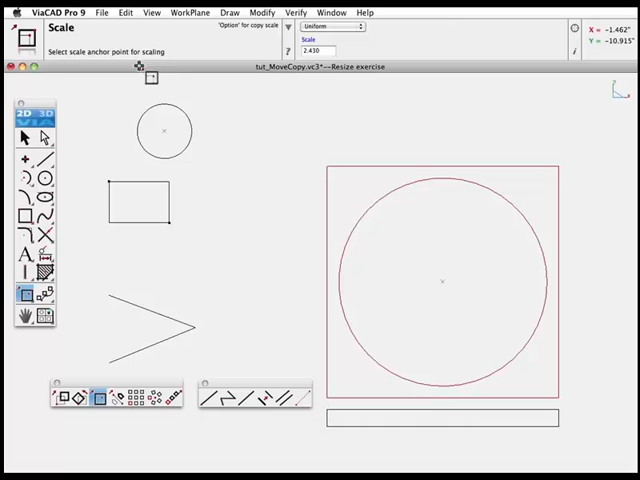 ViaCAD Pro 9 File Edit View WorkPlane Draw Modify Verify Window Help
Scale
'Option' for copy scale
Select scale anchor point for scaling
?
Uniform
Scale
2.430
?
X = -1.462"
Y = -10.915"
tut_MoveCopy.vc3*--Resize exercise
2D 3D
VIA
A